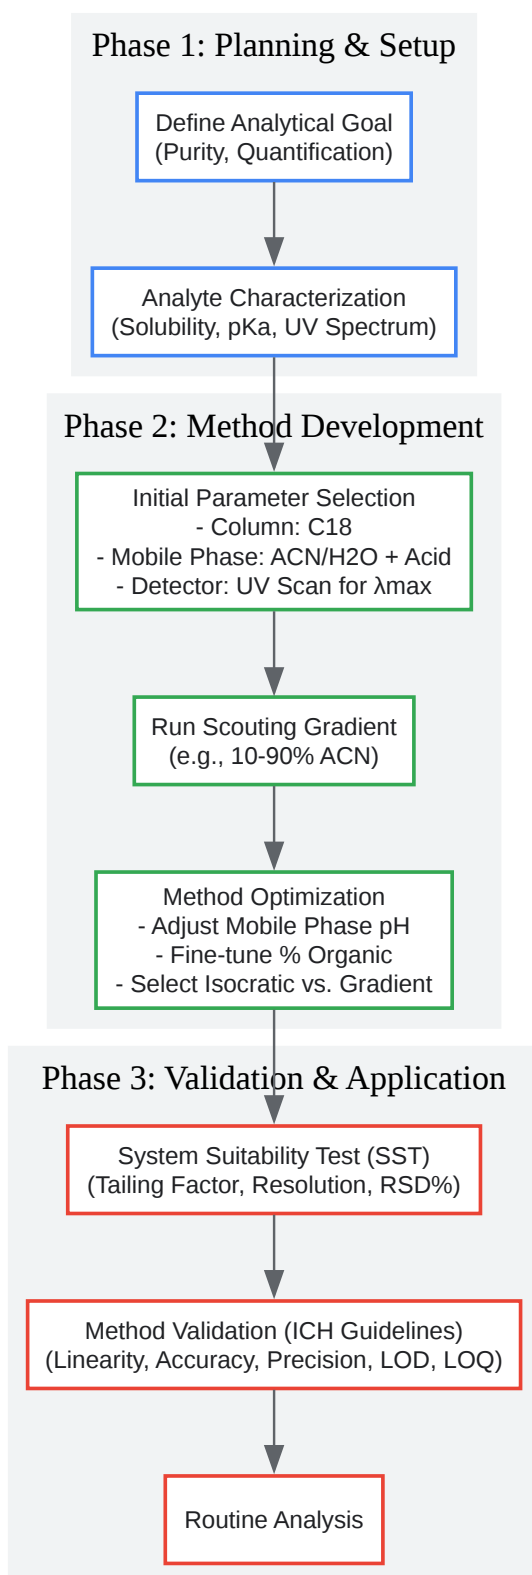 Phase 1: Planning & Setup
Define Analytical Goal
(Purity, Quantification)
Analyte Characterization
(Solubility, pKa, UV Spectrum)
Phase 2: Method Development
Initial Parameter Selection
- Column: C18
- Mobile Phase: ACN/H2O + Acid
- Detector: UV Scan for λmax
Run Scouting Gradient
(e.g., 10-90% ACN)
Method Optimization
- Adjust Mobile Phase pH
- Fine-tune % Organic
- Select Isocratic vs. Gradient
Phase 3: Validation & Application
System Suitability Test (SST)
(Tailing Factor, Resolution, RSD%)
Method Validation (ICH Guidelines)
(Linearity, Accuracy, Precision, LOD, LOQ)
Routine Analysis